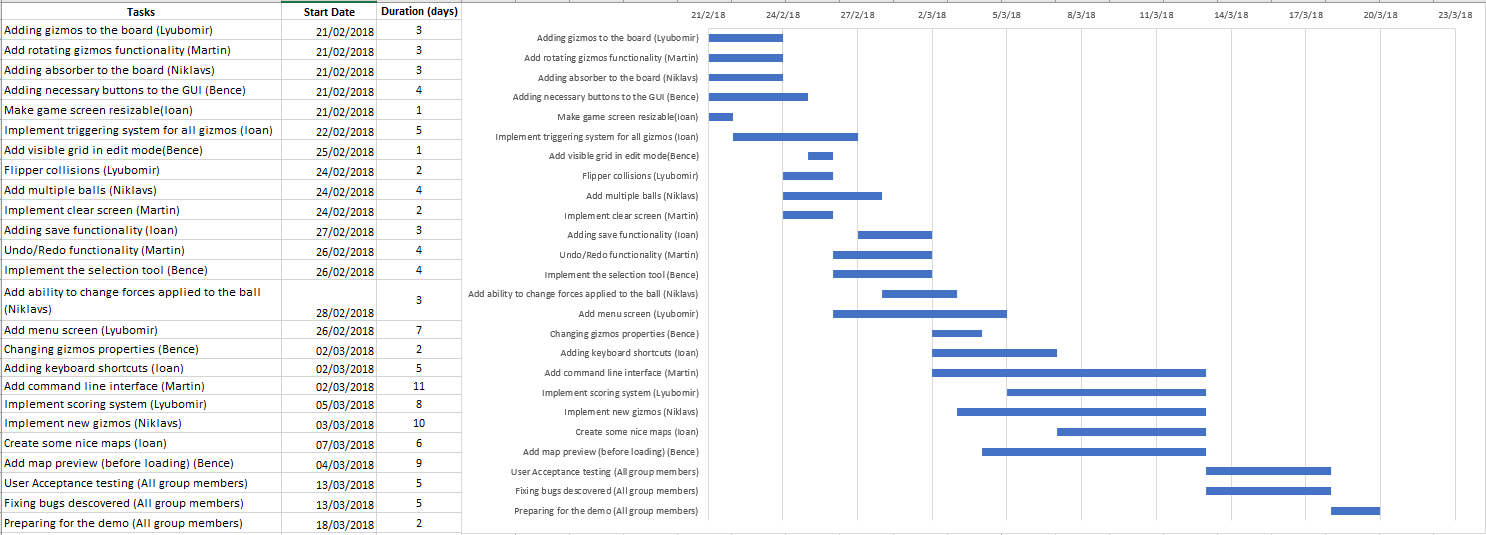 Tasks Start Date Duration (days)
Adding gizmos to the board (Lyubomir) 21/02/2018 3
Add rotating gizmos functionality (Martin) 21/02/2018 3
Adding absorber to the board (Niklavs) 21/02/2018 3
Adding necessary buttons to the GUI (Bence) 21/02/2018 4
Make game screen resizable(Ioan) 21/02/2018 1
Implement triggering system for all gizmos (Ioan) 22/02/2018 5
Add visible grid in edit mode(Bence) 25/02/2018 1
Flipper collisions (Lyubomir) 24/02/2018 2
Add multiple balls (Niklavs) 24/02/2018 4
Implement clear screen (Martin) 24/02/2018 2
Adding save functionality (Ioan) 27/02/2018 3
Undo/Redo functionality (Martin) 26/02/2018 4
Implement the selection tool (Bence) 26/02/2018 4
Add ability to change forces applied to the ball
(Niklavs) 28/02/2018 3
Add menu screen (Lyubomir) 26/02/2018 7
Changing gizmos properties (Bence) 02/03/2018 2
Adding keyboard shortcuts (Ioan) 02/03/2018 5
Add command line interface (Martin) 02/03/2018 11
Implement scoring system (Lyubomir) 05/03/2018 8
Implement new gizmos (Niklavs) 03/03/2018 10
Create some nice maps (Ioan) 07/03/2018 6
Add map preview (before loading) (Bence) 04/03/2018 9
User Acceptance testing (All group members) 13/03/2018 5
Fixing bugs descovered (All group members) 13/03/2018 5
Preparing for the demo (All group members) 18/03/2018 2
21/2/18 24/2/18 27/2/18 2/3/18 5/3/18 8/3/18 11/3/18 14/3/18 17/3/18 20/3/18 23/3/18
Adding gizmos to the board (Lyubomir)
Add rotating gizmos functionality (Martin)
Adding absorber to the board (Niklavs)
Adding necessary buttons to the GUI (Bence)
Make game screen resizable(Ioan)
Implement triggering system for all gizmos (Ioan)
Add visible grid in edit mode(Bence)
Flipper collisions (Lyubomir)
Add multiple balls (Niklavs)
Implement clear screen (Martin)
Adding save functionality (Ioan)
Undo/Redo functionality (Martin)
Implement the selection tool (Bence)
Add ability to change forces applied to the ball (Niklavs)
Add menu screen (Lyubomir)
Changing gizmos properties (Bence)
Adding keyboard shortcuts (Ioan)
Add command line interface (Martin)
Implement scoring system (Lyubomir)
Implement new gizmos (Niklavs)
Create some nice maps (Ioan)
Add map preview (before loading) (Bence)
User Acceptance testing (All group members)
Fixing bugs descovered (All group members)
Preparing for the demo (All group members)